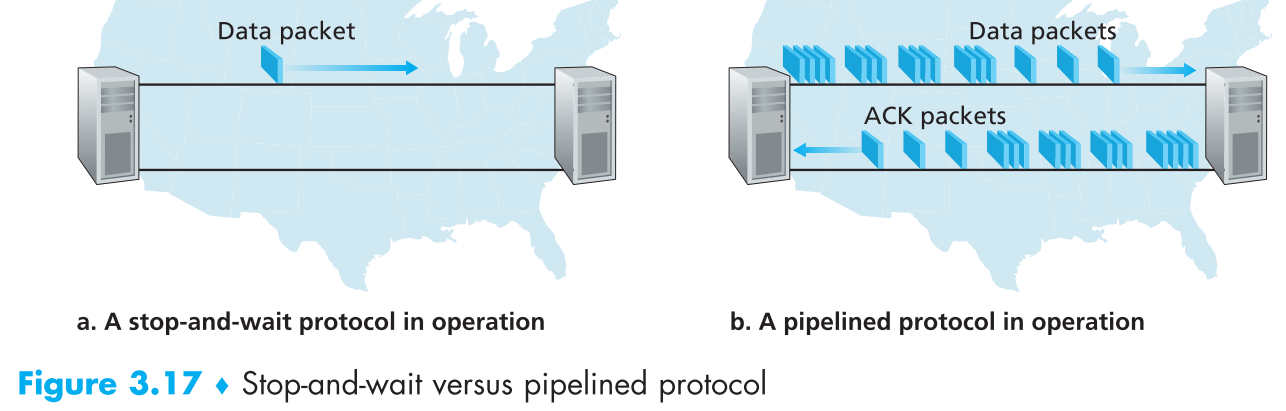 Data packet
Data packets
ACK packets
a. A stop-and-wait protocol in operation
b. A pipelined protocol in operation
Figure 3.17 ♦ Stop-and-wait versus pipelined protocol